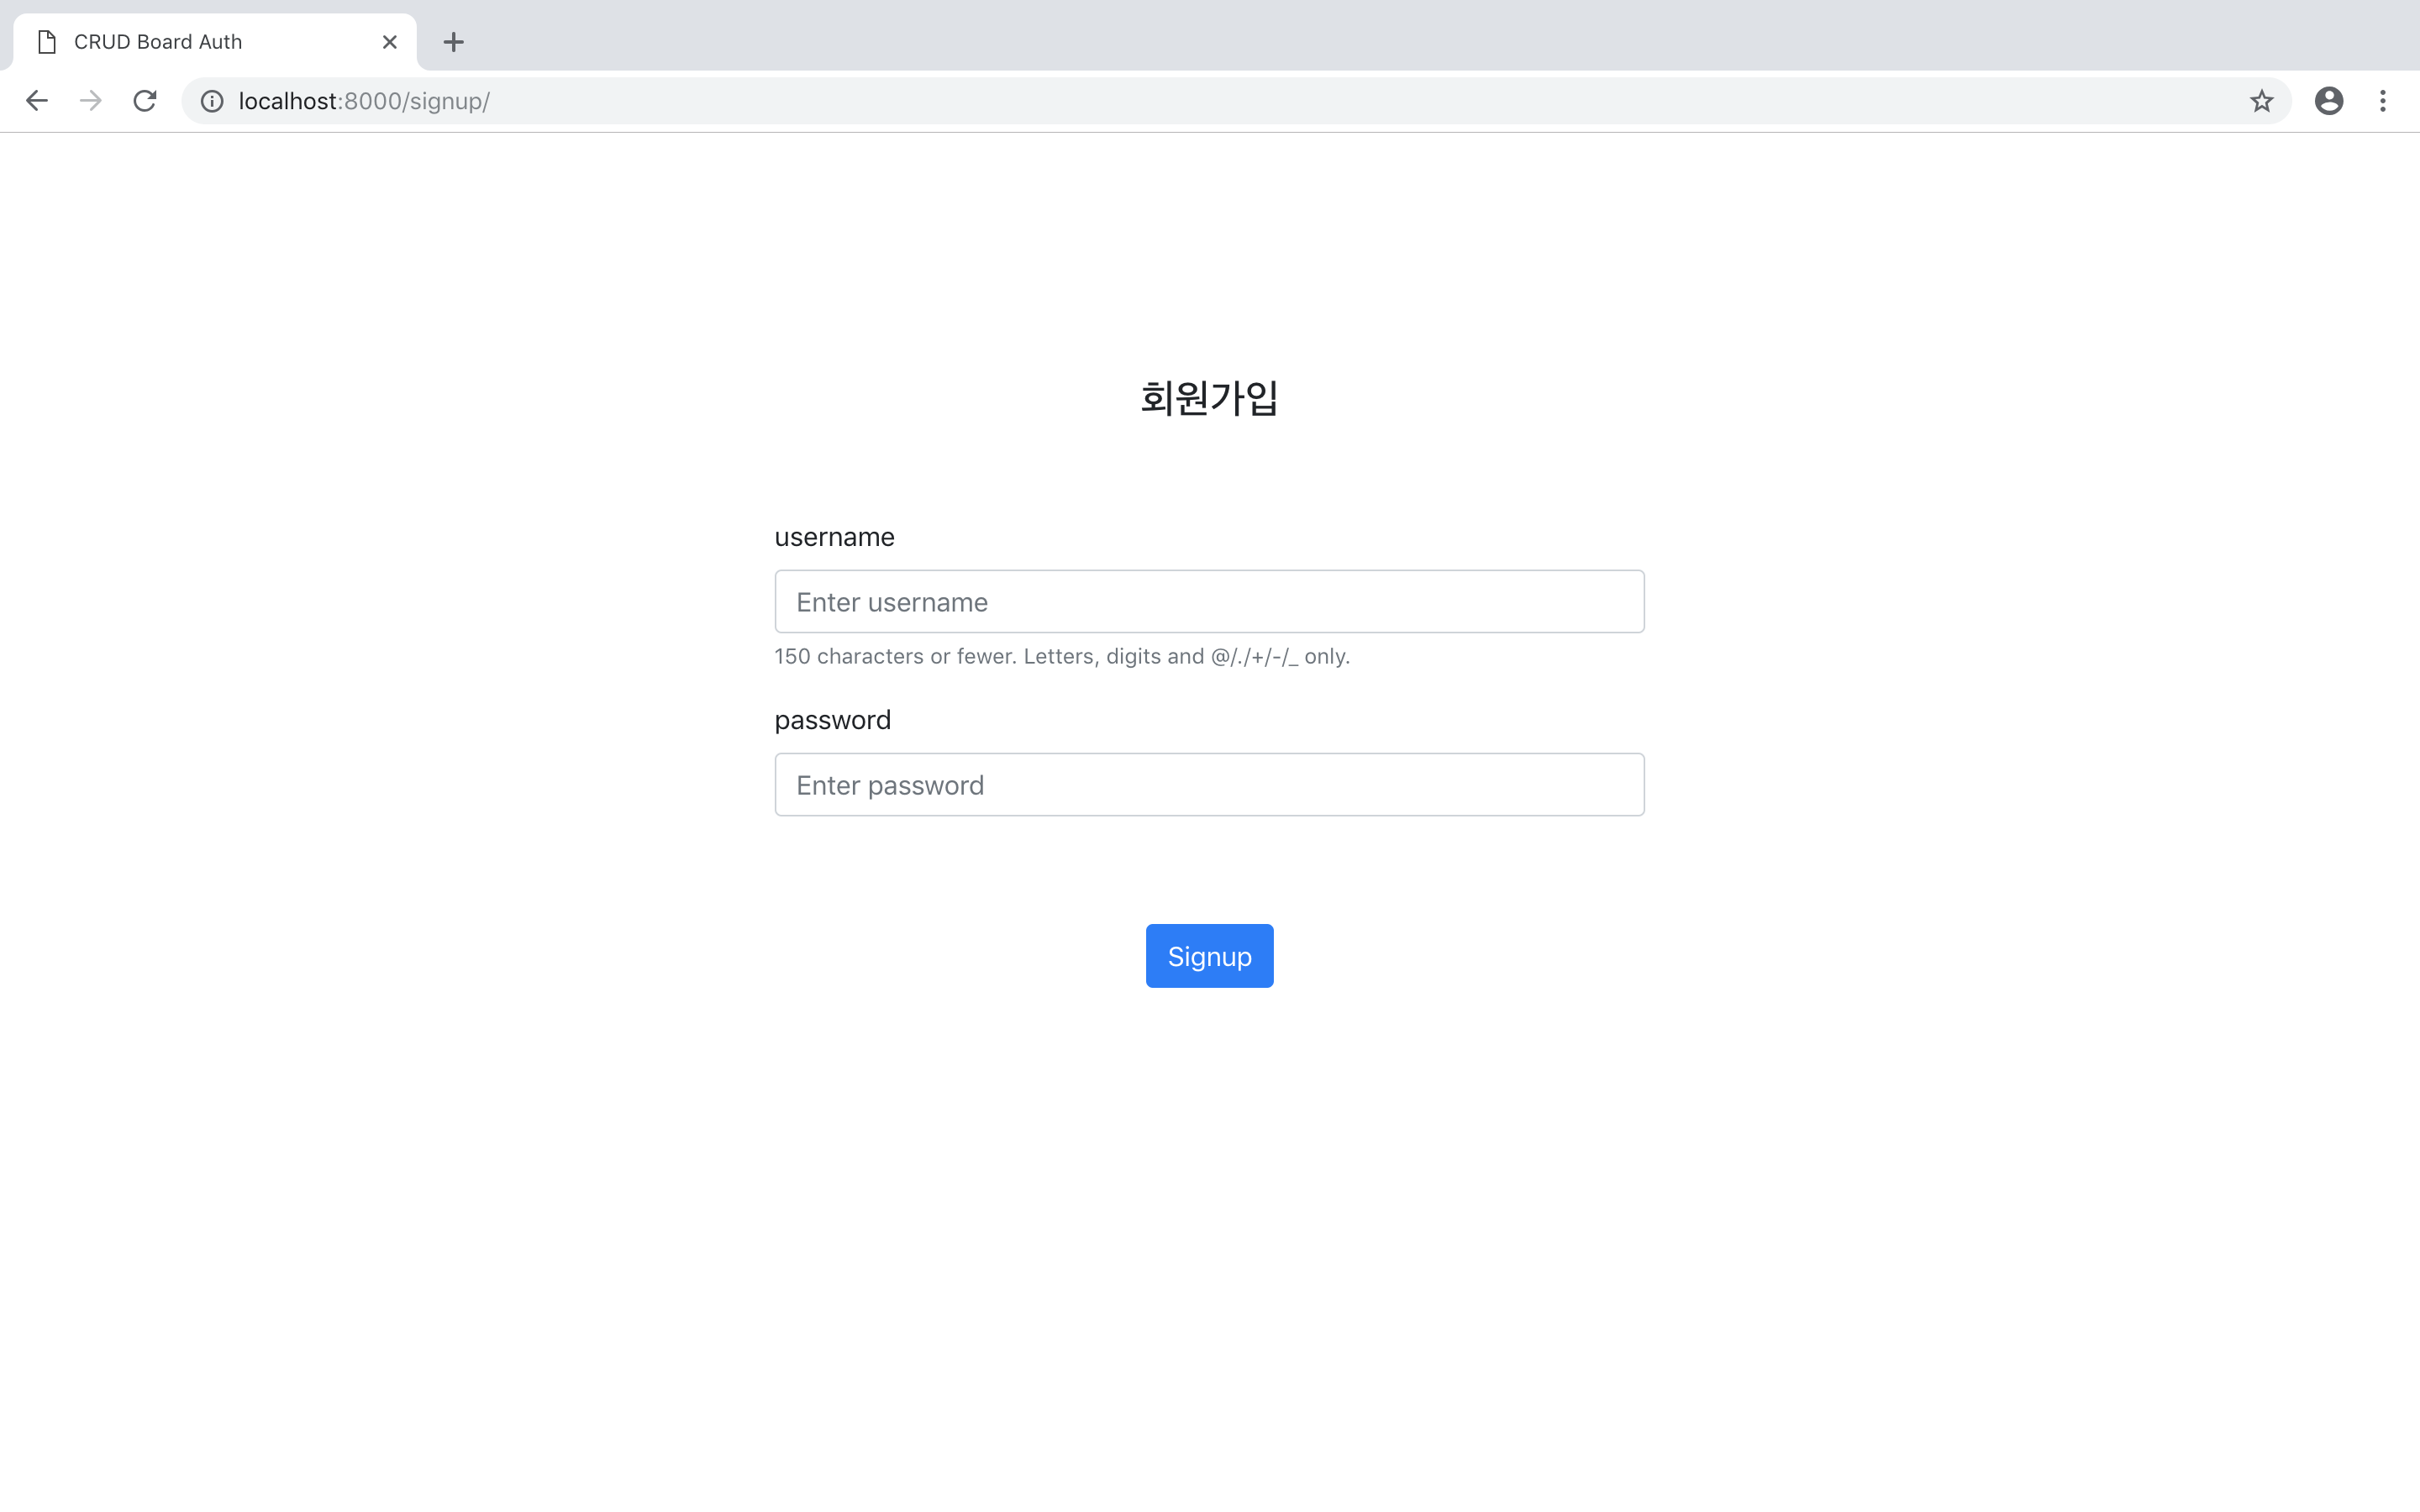 CRUD Board Auth
localhost:8000/signup/
회원가입
username
Enter username
150 characters or fewer. Letters, digits and @/./+/-/_ only.
password
Enter password
Signup